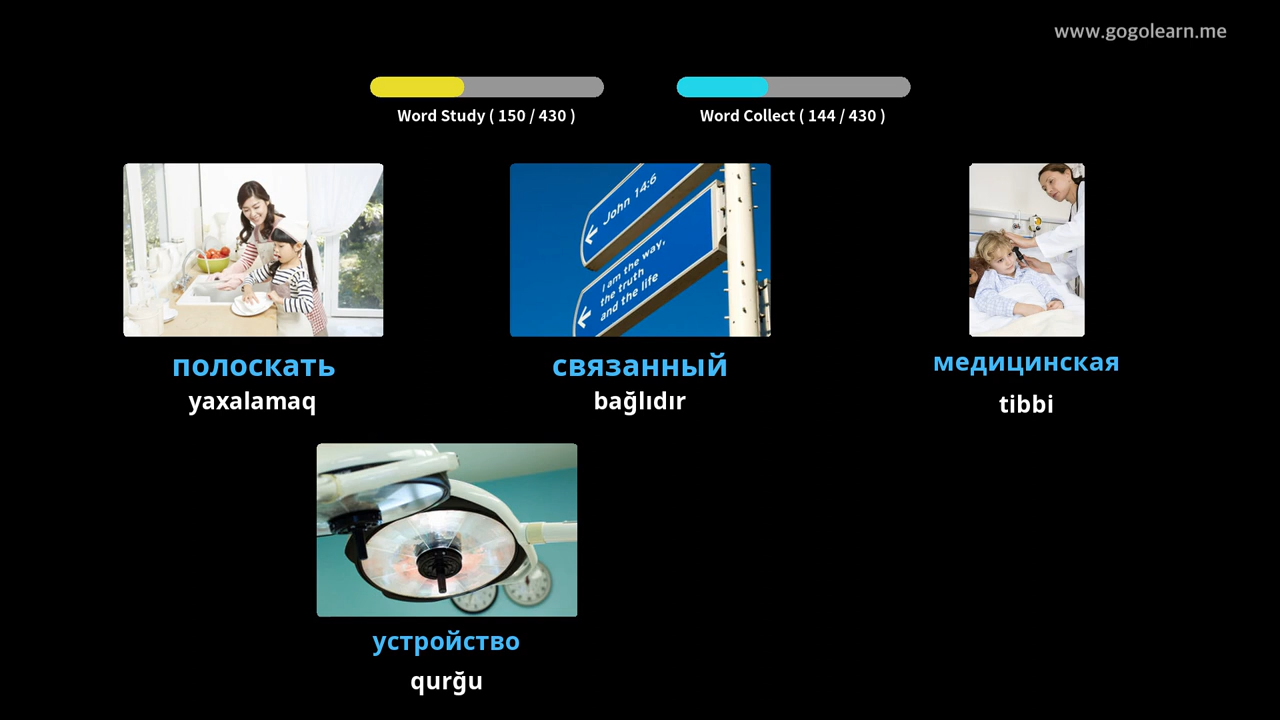 www.gogolearn.me
Word Study ( 150 / 430 )
Word Collect ( 144 / 430 )
John 14:6
I am the way,
the truth
and the life
полоскать
yaxalamaq
связанный
bağlıdır
медицинская
tibbi
устройство
qurğu